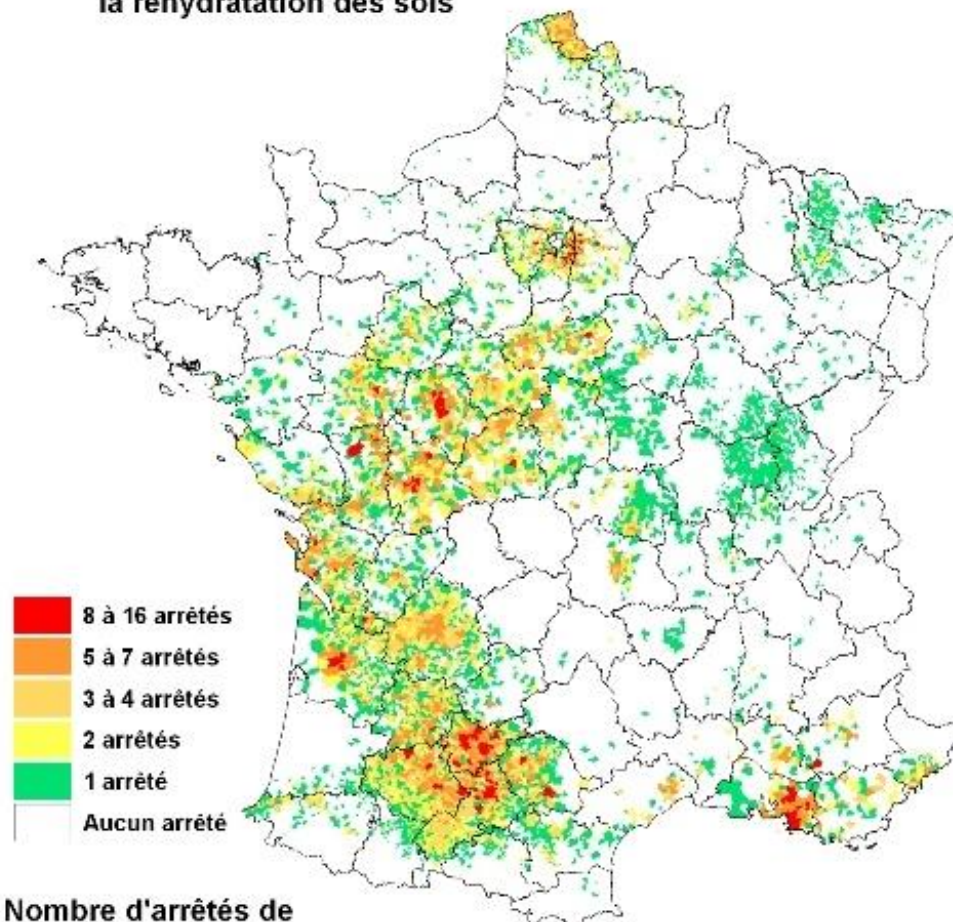 la réhydratation des sols
8 à 16 arrêtés
5 à 7 arrêtés
3 à 4 arrêtés
2 arrêtés
1 arrêté
Aucun arrêté
Nombre d'arrêtés de